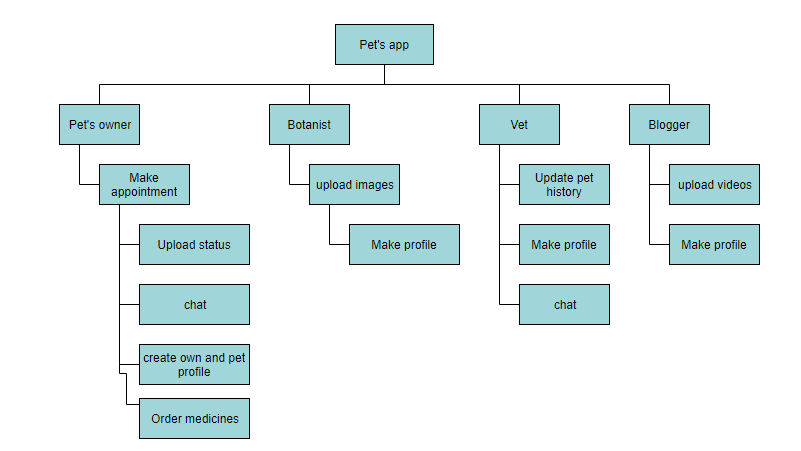 Pet's app
Pet's owner
Botanist
Vet
Blogger
Make
appointment
upload images
Update pet
history
upload videos
Upload status
Make profile
Make profile
Make profile
chat
chat
create own and pet
profile
Order medicines